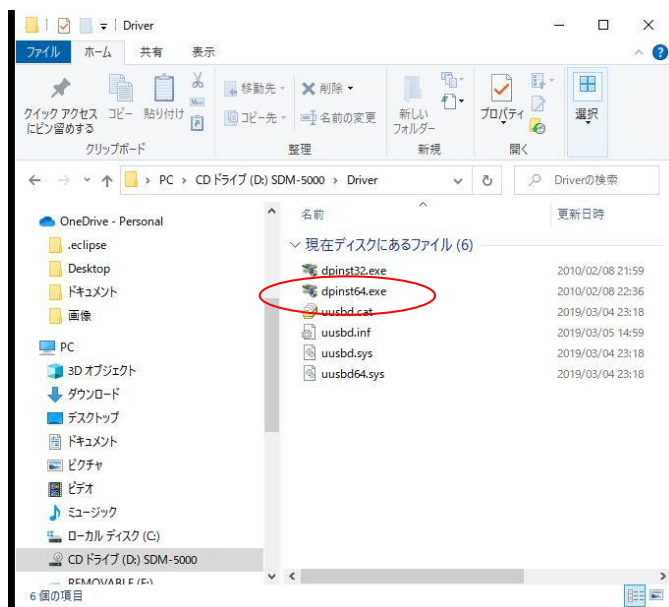 Driver
ファイル ホーム 共有 表示
クイック アクセスにピン留めする
コピー
貼り付け
移動先
コピー先
削除
名前の変更
新しいフォルダー
プロパティ
選択
クリップボード 整理 新規 開く
PC > CD ドライブ (D:) SDM-5000 > Driver
Driverの検索
OneDrive - Personal
.eclipse
Desktop
ドキュメント
画像
PC
3D オブジェクト
ダウンロード
デスクトップ
ドキュメント
ピクチャ
ビデオ
ミュージック
ローカル ディスク (C:)
CD ドライブ (D:) SDM-5000
REMOVABLE (E:)
名前 更新日時
現在ディスクにあるファイル (6)
dpinst32.exe 2010/02/08 21:59
dpinst64.exe 2010/02/08 22:36
uusbd.cat 2019/03/04 23:18
uusbd.inf 2019/03/05 14:59
uusbd.sys 2019/03/04 23:18
uusbd64.sys 2019/03/04 23:18
6 個の項目